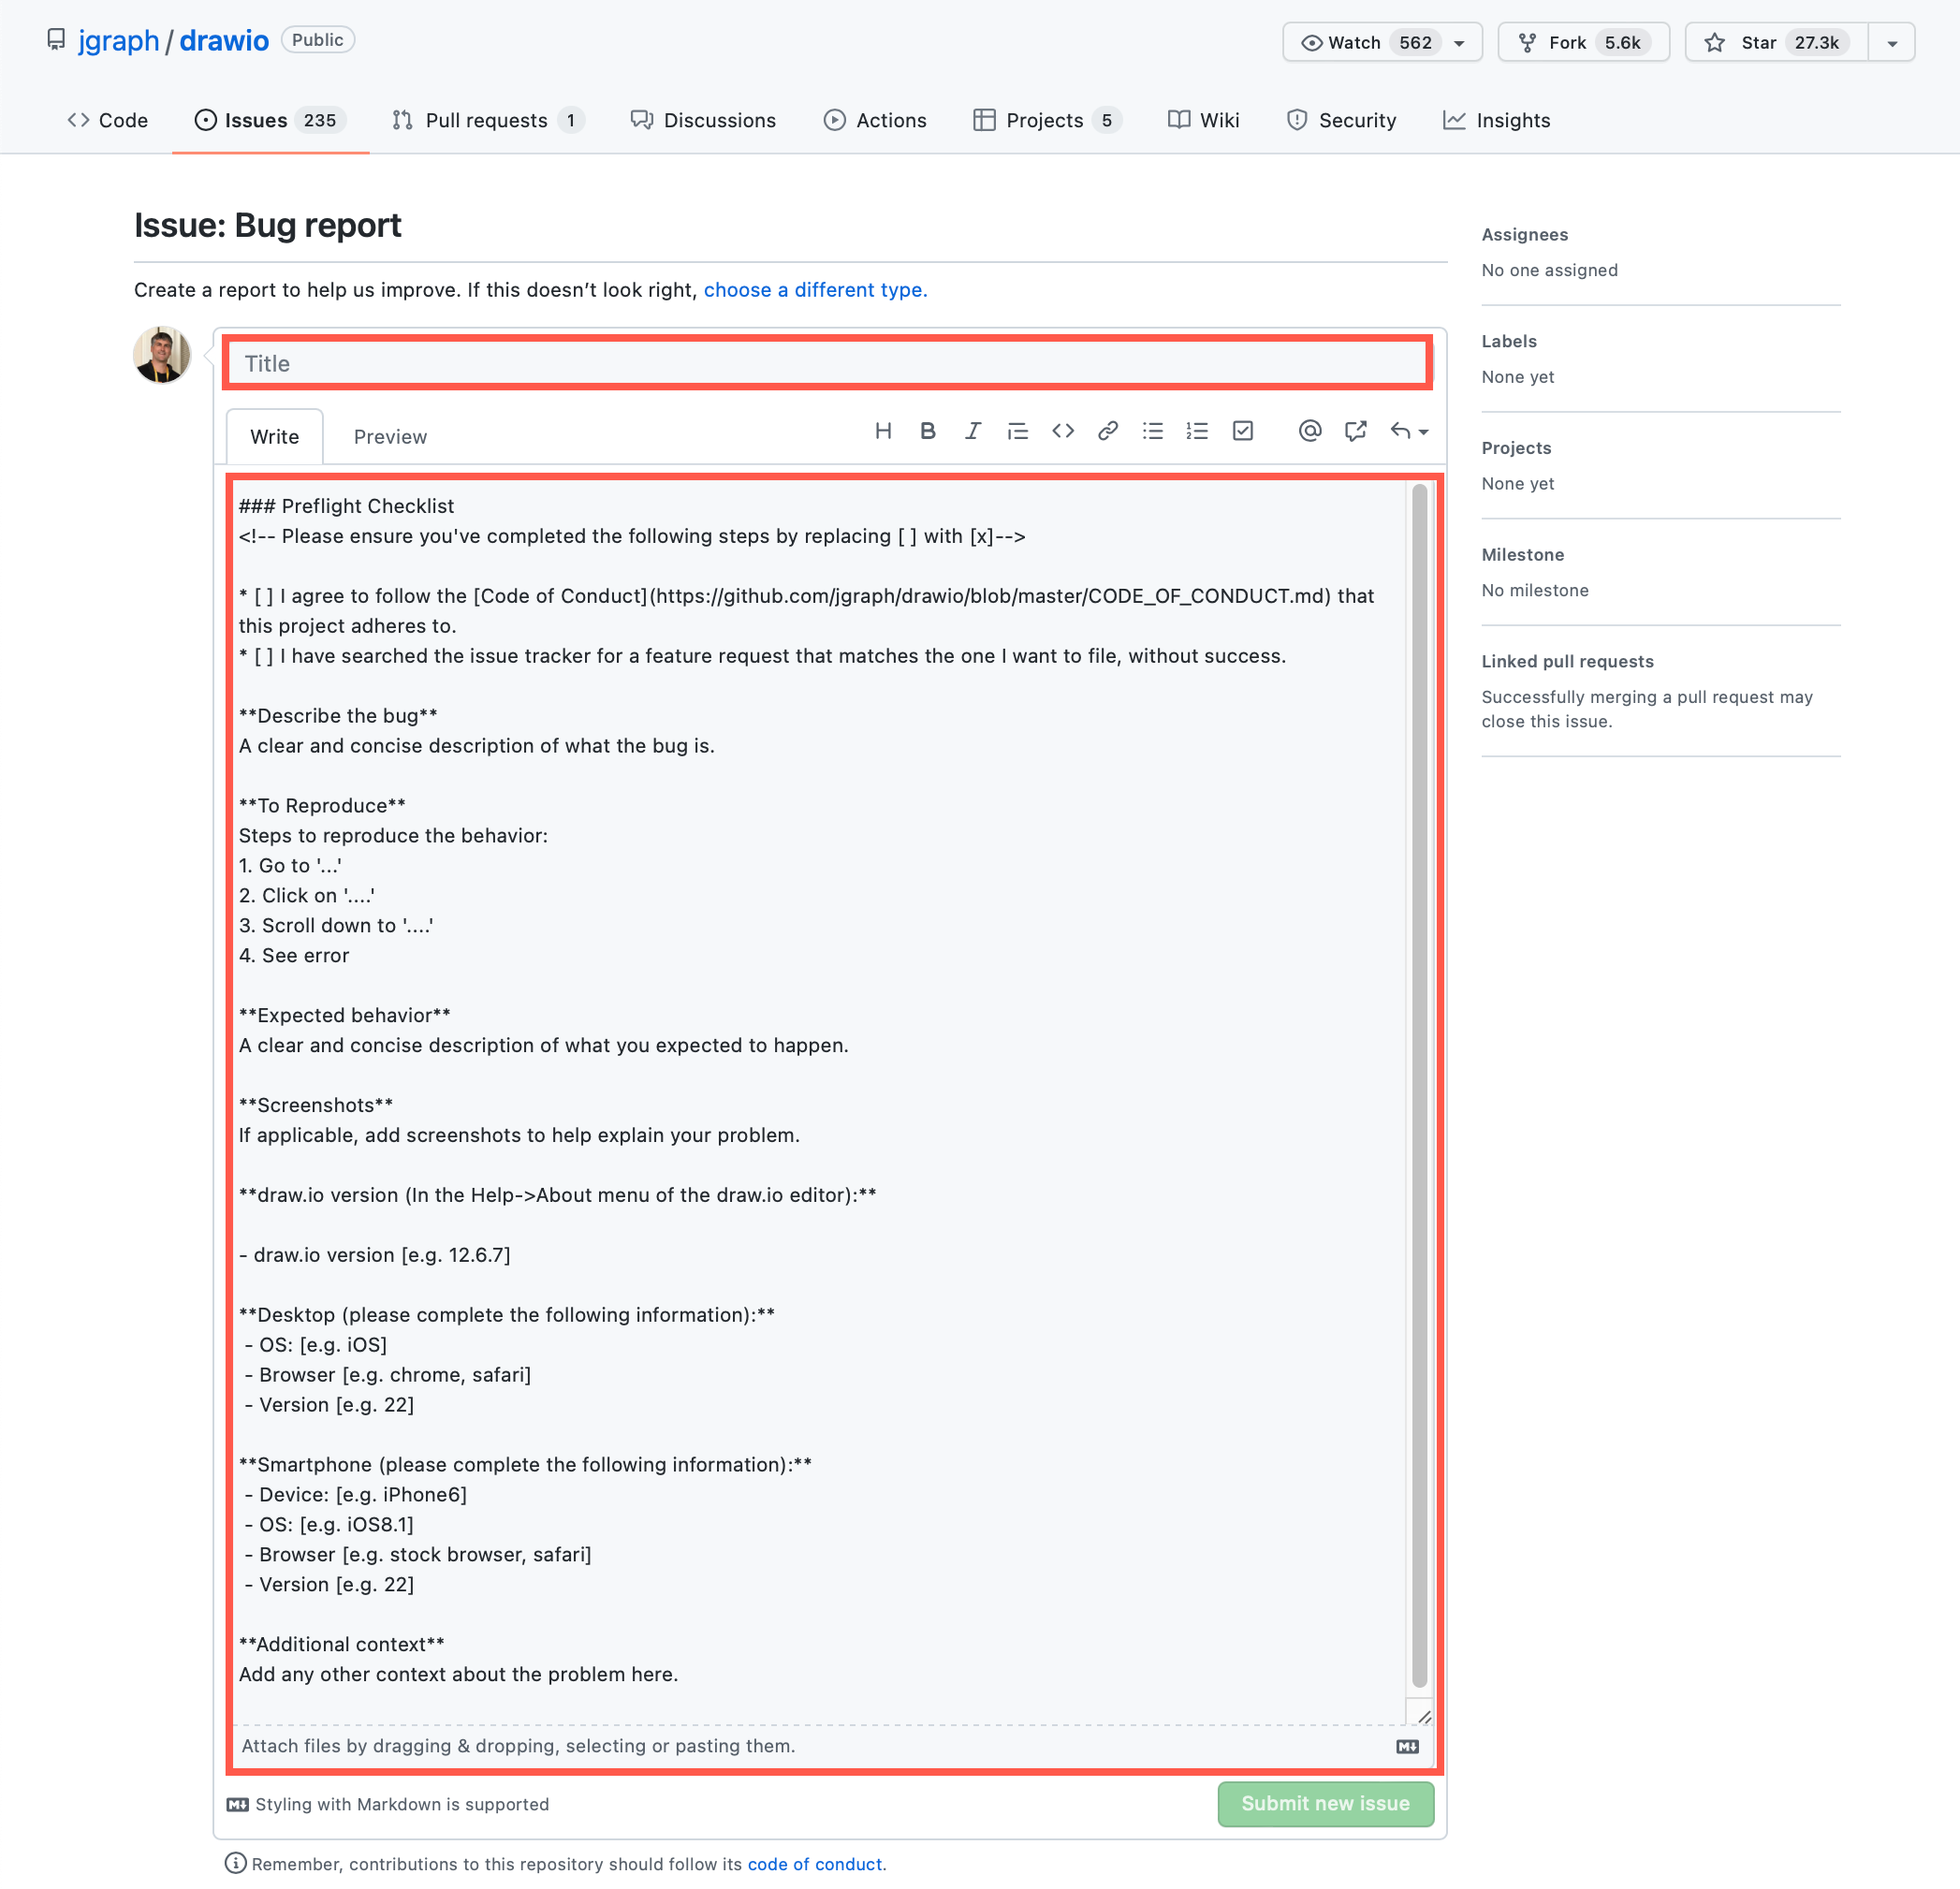 jgraph / drawio Public
Watch 562 Fork 5.6k Star 27.3k
Code Issues 235 Pull requests 1 Discussions Actions Projects 5 Wiki Security Insights
Issue: Bug report
Create a report to help us improve. If this doesn’t look right, choose a different type.
Title
Write Preview
### Preflight Checklist
<!-- Please ensure you've completed the following steps by replacing [ ] with [x]-->
* [ ] I agree to follow the [Code of Conduct](https://github.com/jgraph/drawio/blob/master/CODE_OF_CONDUCT.md) that
this project adheres to.
* [ ] I have searched the issue tracker for a feature request that matches the one I want to file, without success.
**Describe the bug**
A clear and concise description of what the bug is.
**To Reproduce**
Steps to reproduce the behavior:
1. Go to '...'
2. Click on '....'
3. Scroll down to '....'
4. See error
**Expected behavior**
A clear and concise description of what you expected to happen.
**Screenshots**
If applicable, add screenshots to help explain your problem.
**draw.io version (In the Help->About menu of the draw.io editor):**
- draw.io version [e.g. 12.6.7]
**Desktop (please complete the following information):**
- OS: [e.g. iOS]
- Browser [e.g. chrome, safari]
- Version [e.g. 22]
**Smartphone (please complete the following information):**
- Device: [e.g. iPhone6]
- OS: [e.g. iOS8.1]
- Browser [e.g. stock browser, safari]
- Version [e.g. 22]
**Additional context**
Add any other context about the problem here.
Attach files by dragging & dropping, selecting or pasting them.
Styling with Markdown is supported
Submit new issue
Remember, contributions to this repository should follow its code of conduct.
Assignees
No one assigned
Labels
None yet
Projects
None yet
Milestone
No milestone
Linked pull requests
Successfully merging a pull request may
close this issue.